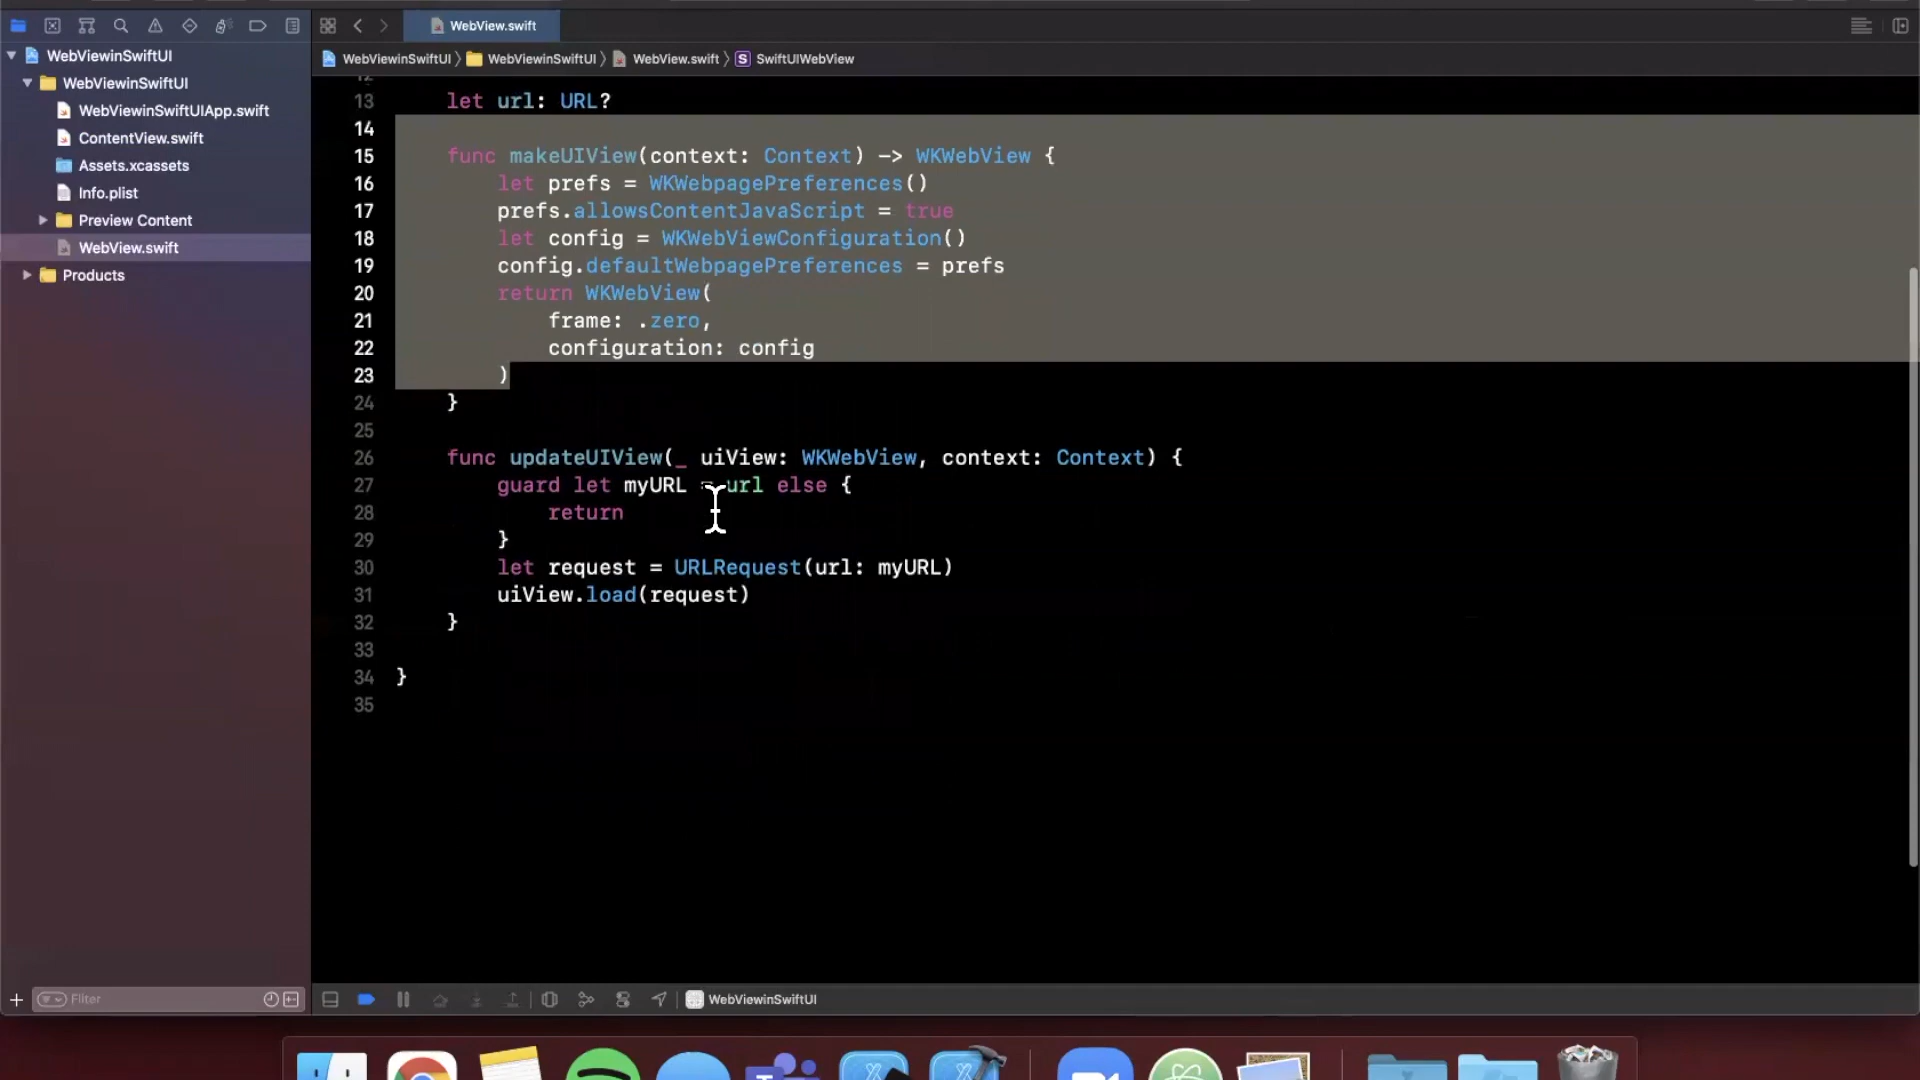 WebView.swift
WebViewinSwiftUI
WebViewinSwiftUI 〉 WebViewinSwiftUI 〉 WebView.swift 〉 S SwiftUIWebView
WebViewinSwiftUI
WebViewinSwiftUIApp.swift
ContentView.swift
Assets.xcassets
Info.plist
Preview Content
WebView.swift
Products
12
13 let url: URL?
14
15 func makeUIView(context: Context) -> WKWebView {
16 let prefs = WKWebpagePreferences()
17 prefs.allowsContentJavaScript = true
18 let config = WKWebViewConfiguration()
19 config.defaultWebpagePreferences = prefs
20 return WKWebView(
21 frame: .zero,
22 configuration: config
23 )
24 }
25
26 func updateUIView(_ uiView: WKWebView, context: Context) {
27 guard let myURL = url else {
28 return
29 }
30 let request = URLRequest(url: myURL)
31 uiView.load(request)
32 }
33
34 }
35
Filter
WebViewinSwiftUI